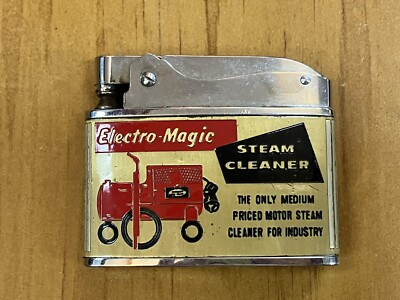 Electro-Magic
STEAM
CLEANER
THE ONLY MEDIUM
PRICED MOTOR STEAM
CLEANER FOR INDUSTRY